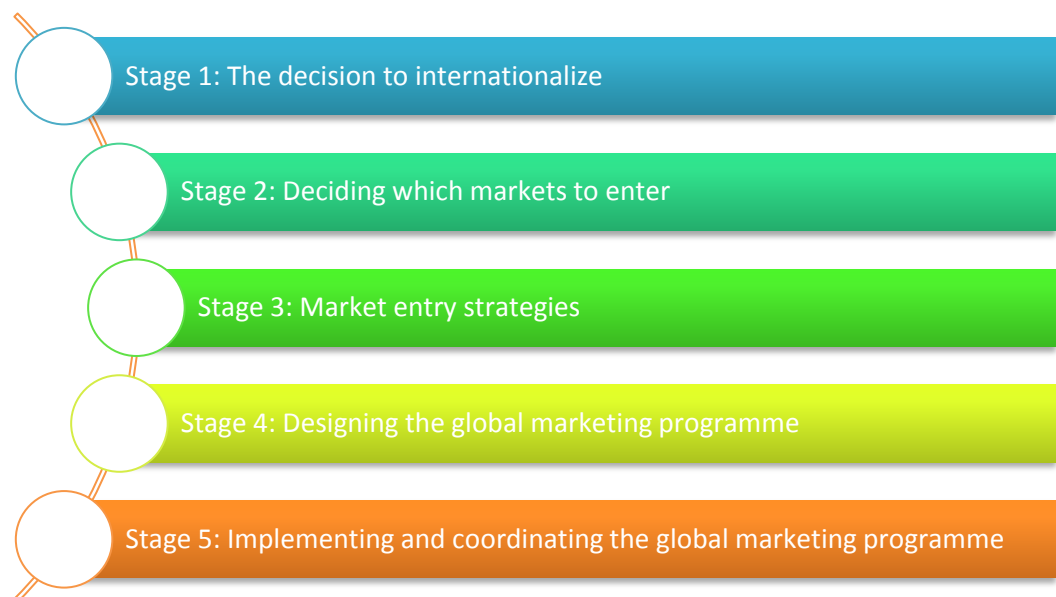 Stage 1: The decision to internationalize
Stage 2: Deciding which markets to enter
Stage 3: Market entry strategies
Stage 4: Designing the global marketing programme
Stage 5: Implementing and coordinating the global marketing programme